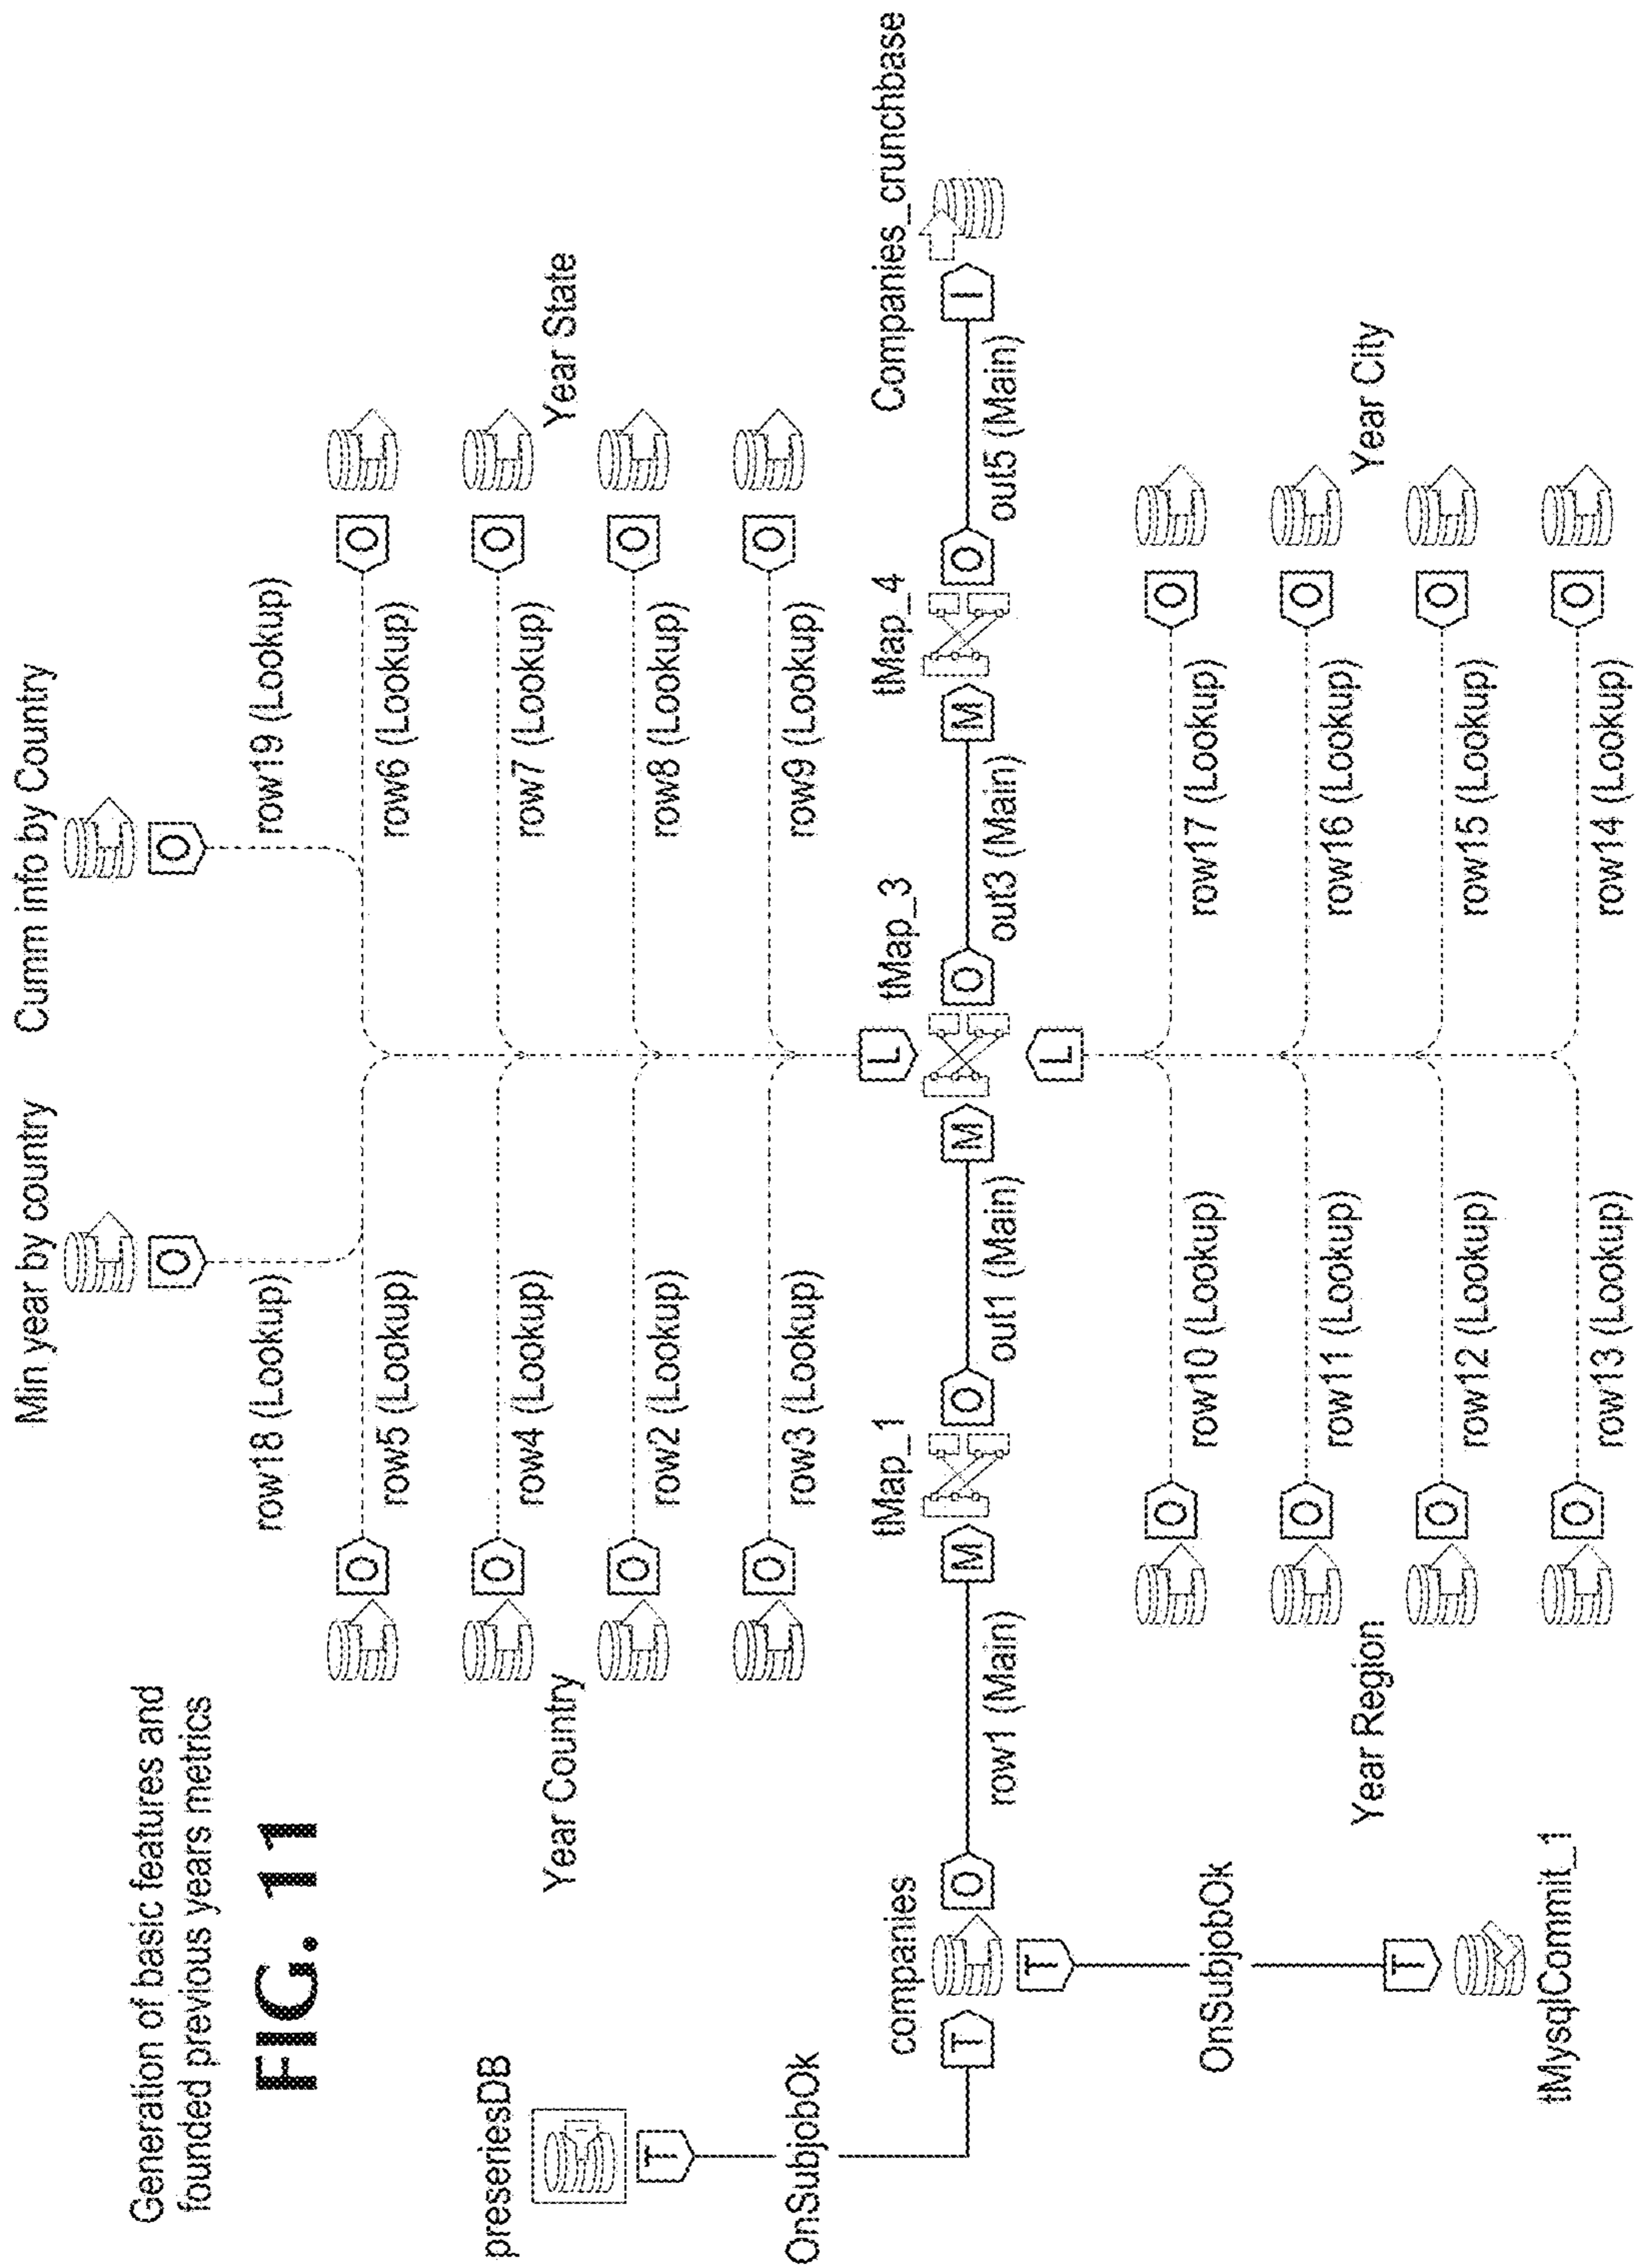 Generation of basic features and
founded previous years metrics
FIG. 11
Min year by country
Cumm info by Country
O
O
row18 (Lookup)
row19 (Lookup)
O
row5 (Lookup)
row6 (Lookup)
O
O
row4 (Lookup)
row7 (Lookup)
O
Year Country
Year State
O
row2 (Lookup)
row8 (Lookup)
O
O
row3 (Lookup)
row9 (Lookup)
O
preseriesDB
T
OnSubjobOk
T
companies
O
row1 (Main)
M
tMap_1
O
out1 (Main)
M
L
tMap_3
L
O
out3 (Main)
M
tMap_4
O
out5 (Main)
I
Companies_crunchbase
T
OnSubjobOk
T
tMysqlCommit_1
O
row10 (Lookup)
row17 (Lookup)
O
O
row11 (Lookup)
row16 (Lookup)
O
Year Region
Year City
O
row12 (Lookup)
row15 (Lookup)
O
O
row13 (Lookup)
row14 (Lookup)
O